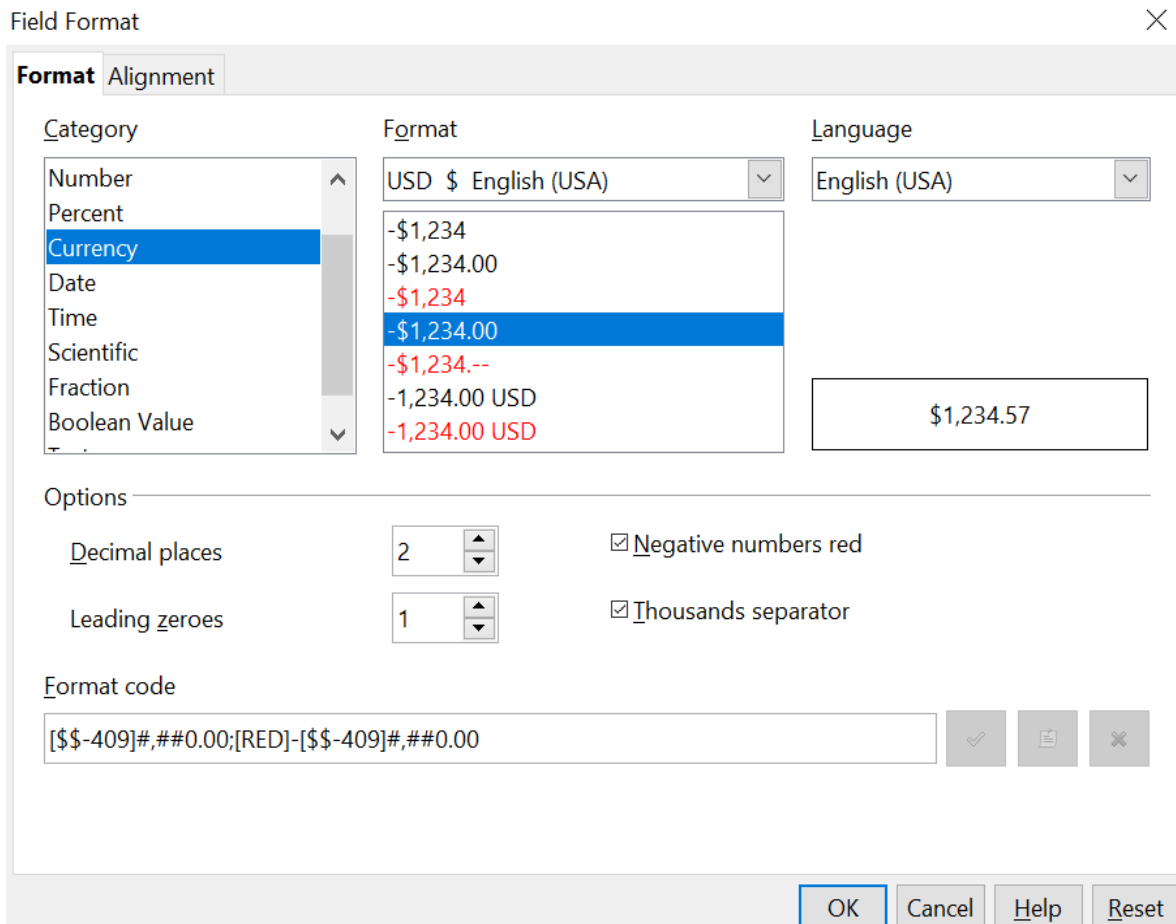 Field Format
Format Alignment
Category Format Language
Number
Percent
Currency
Date
Time
Scientific
Fraction
Boolean Value
USD $ English (USA)
-$1,234
-$1,234.00
-$1,234
-$1,234.00
-$1,234.--
-1,234.00 USD
-1,234.00 USD
English (USA)
$1,234.57
Options
Decimal places 2 Negative numbers red
Leading zeroes 1 Thousands separator
Format code
[$$-409]#,##0.00;[RED]-[$$-409]#,##0.00
OK Cancel Help Reset